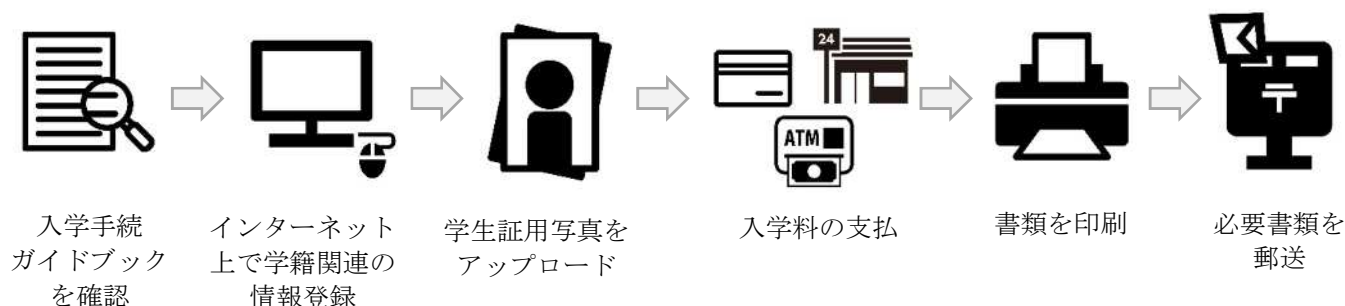 24
ATM
入学手続
ガイドブック
を確認
インターネット
上で学籍関連の
情報登録
学生証用写真を
アップロード
入学料の支払
書類を印刷
必要書類を
郵送